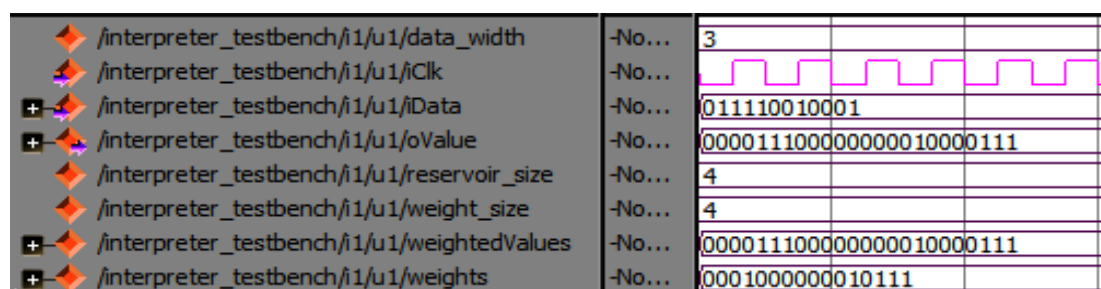 /interpreter_testbench/i1/u1/data_width -No... 3
/interpreter_testbench/i1/u1/iClk -No...
/interpreter_testbench/i1/u1/iData -No... 011110010001
/interpreter_testbench/i1/u1/oValue -No... 0000111000000000010000111
/interpreter_testbench/i1/u1/reservoir_size -No... 4
/interpreter_testbench/i1/u1/weight_size -No... 4
/interpreter_testbench/i1/u1/weightedValues -No... 0000111000000000010000111
/interpreter_testbench/i1/u1/weights -No... 0001000000010111